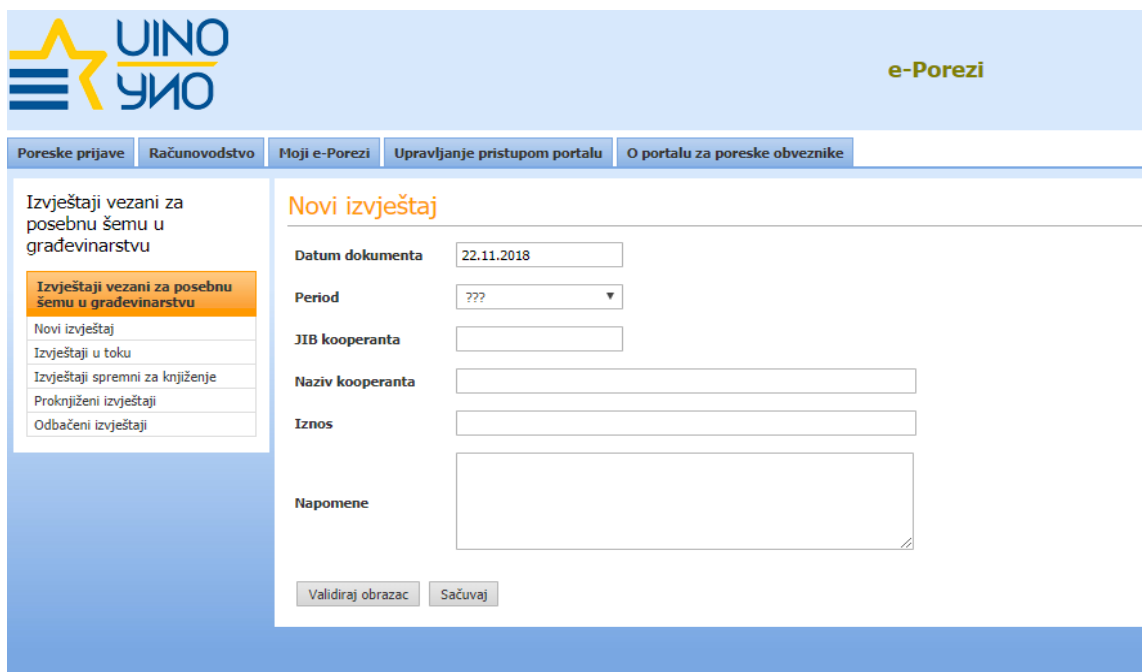 UINO
УИО
e-Porezi
Poreske prijave Računovodstvo Moji e-Porezi Upravljanje pristupom portalu O portalu za poreske obveznike
Izvještaji vezani za
posebnu šemu u
građevinarstvu
Izvještaji vezani za posebnu
šemu u građevinarstvu
Novi izvještaj
Izvještaji u toku
Izvještaji spremni za knjiženje
Proknjiženi izvještaji
Odbačeni izvještaji
Novi izvještaj
Datum dokumenta 22.11.2018
Period ???
JIB kooperanta
Naziv kooperanta
Iznos
Napomene
Validiraj obrazac Sačuvaj